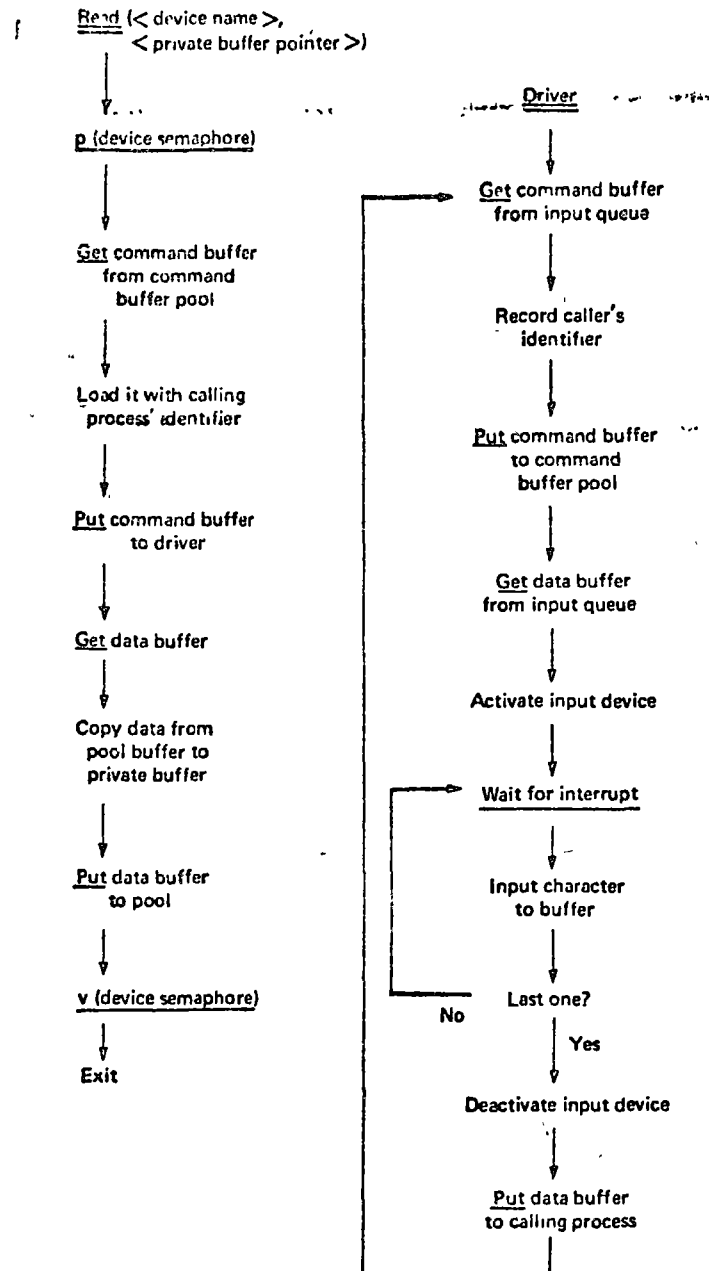 Read (< device name >,
< private buffer pointer >)
p (device semaphore)
Get command buffer
from command
buffer pool
Load it with calling
process' identifier
Put command buffer
to driver
Get data buffer
Copy data from
pool buffer to
private buffer
Put data buffer
to pool
v (device semaphore)
Exit
Driver
Get command buffer
from input queue
Record caller's
identifier
Put command buffer
to command
buffer pool
Get data buffer
from input queue
Activate input device
Wait for interrupt
Input character
to buffer
Last one?
No
Yes
Deactivate input device
Put data buffer
to calling process